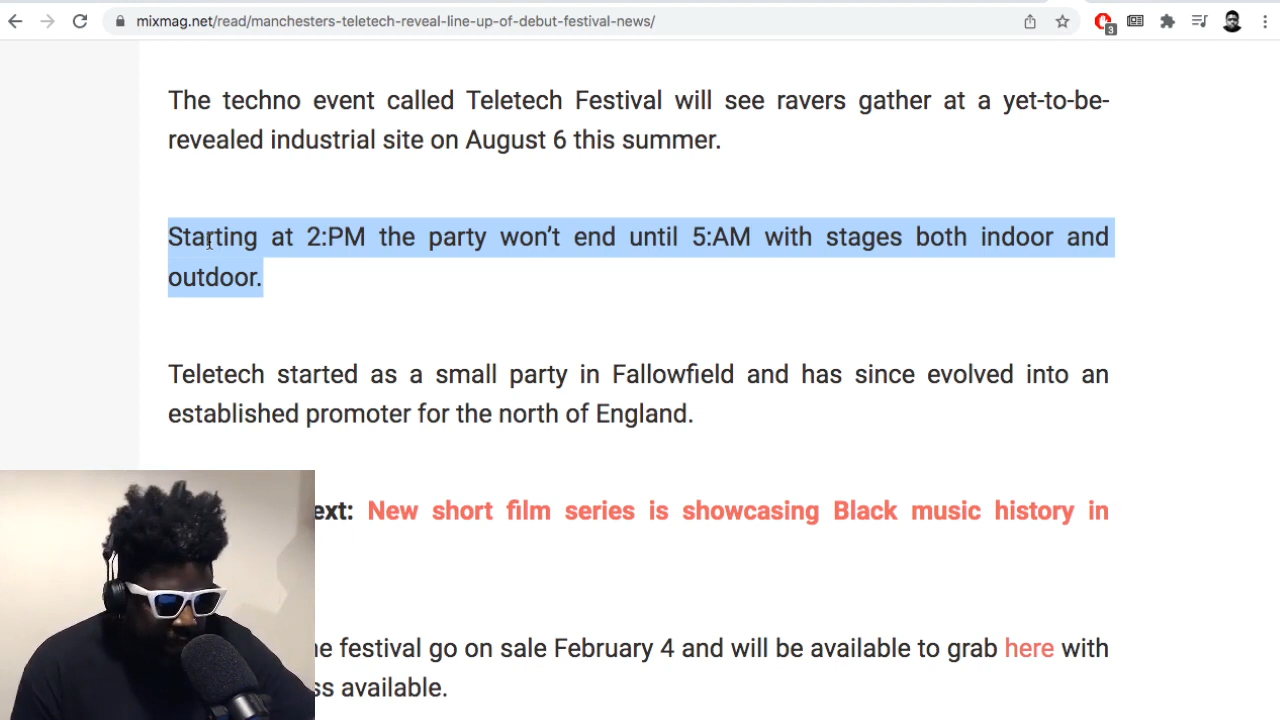 mixmag.net/read/manchesters-teletech-reveal-line-up-of-debut-festival-news/
3
The techno event called Teletech Festival will see ravers gather at a yet-to-be-
revealed industrial site on August 6 this summer.
Starting at 2:PM the party won’t end until 5:AM with stages both indoor and
outdoor.
Teletech started as a small party in Fallowfield and has since evolved into an
established promoter for the north of England.
ext: New short film series is showcasing Black music history in
he festival go on sale February 4 and will be available to grab here with
ss available.